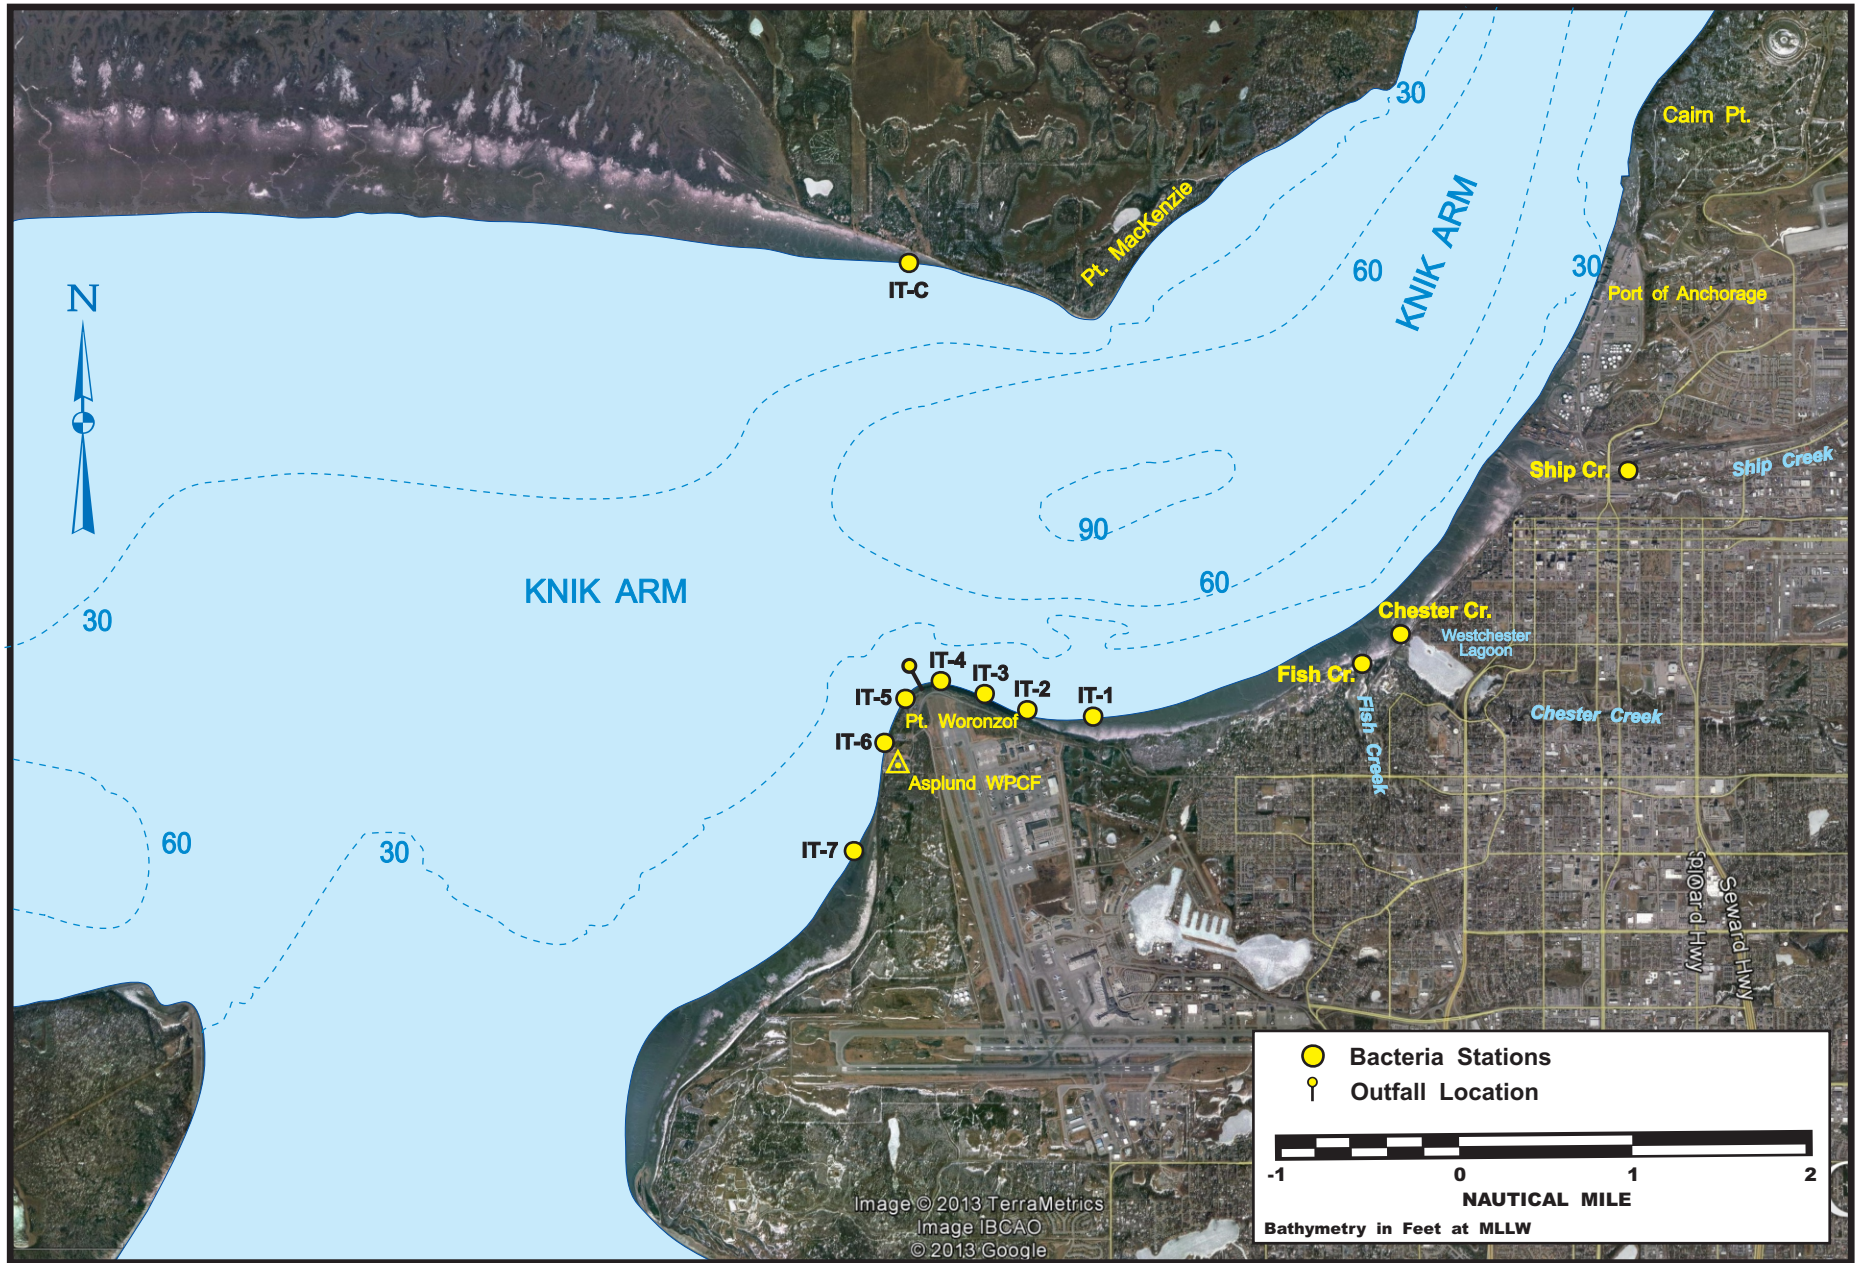 30
Cairn Pt.
Pt. MacKenzie
KNIK ARM
60
30
IT-C
Port of Anchorage
N
Ship Cr.
Ship Creek
90
KNIK ARM
60
30
Chester Cr.
Westchester
Lagoon
Fish Cr.
Fish Creek
Chester Creek
IT-4
IT-3
IT-2
IT-1
IT-5
Pt. Woronzof
IT-6
Asplund WPCF
IT-7
60
30
Seward Hwy
Bacteria Stations
Outfall Location
-1 0 1 2
NAUTICAL MILE
Bathymetry in Feet at MLLW
Image © 2013 TerraMetrics
Image IBCAO
© 2013 Google